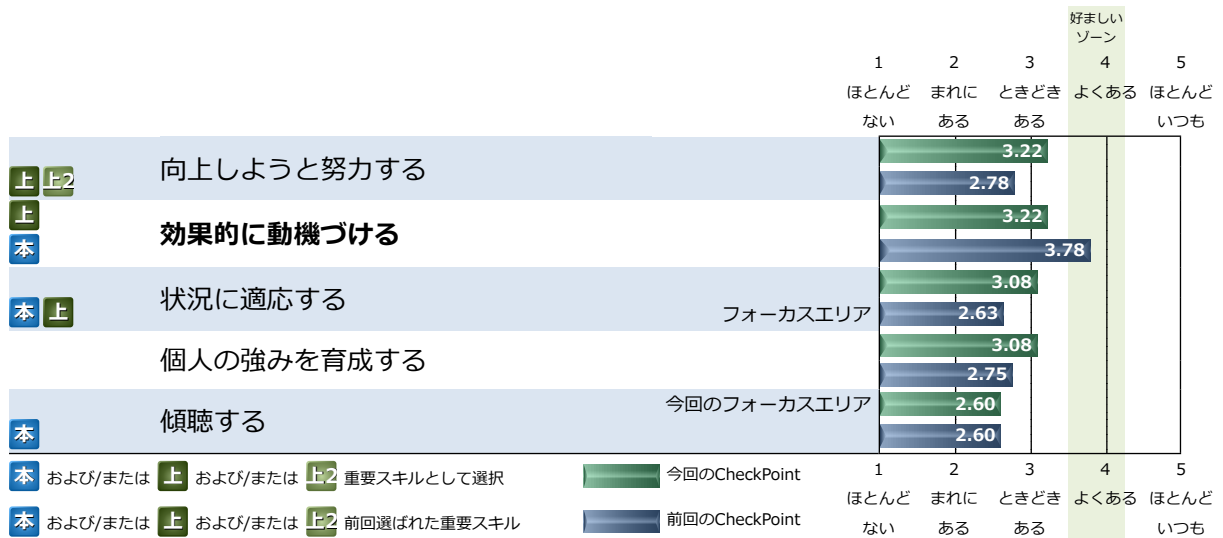 好ましい
ゾーン
1 2 3 4 5
ほとんど まれに ときどき よくある ほとんど
ない ある ある いつも
向上しようと努力する
上 上2
3.22
2.78
上
本
効果的に動機づける
3.22
3.78
状況に適応する
本 上
フォーカスエリア
3.08
2.63
個人の強みを育成する
3.08
2.75
傾聴する
本
今回のフォーカスエリア
2.60
2.60
本 および/または 上 および/または 上2 重要スキルとして選択
今回のCheckPoint
本 および/または 上 および/または 上2 前回選ばれた重要スキル
前回のCheckPoint
1 2 3 4 5
ほとんど まれに ときどき よくある ほとんど
ない ある ある いつも